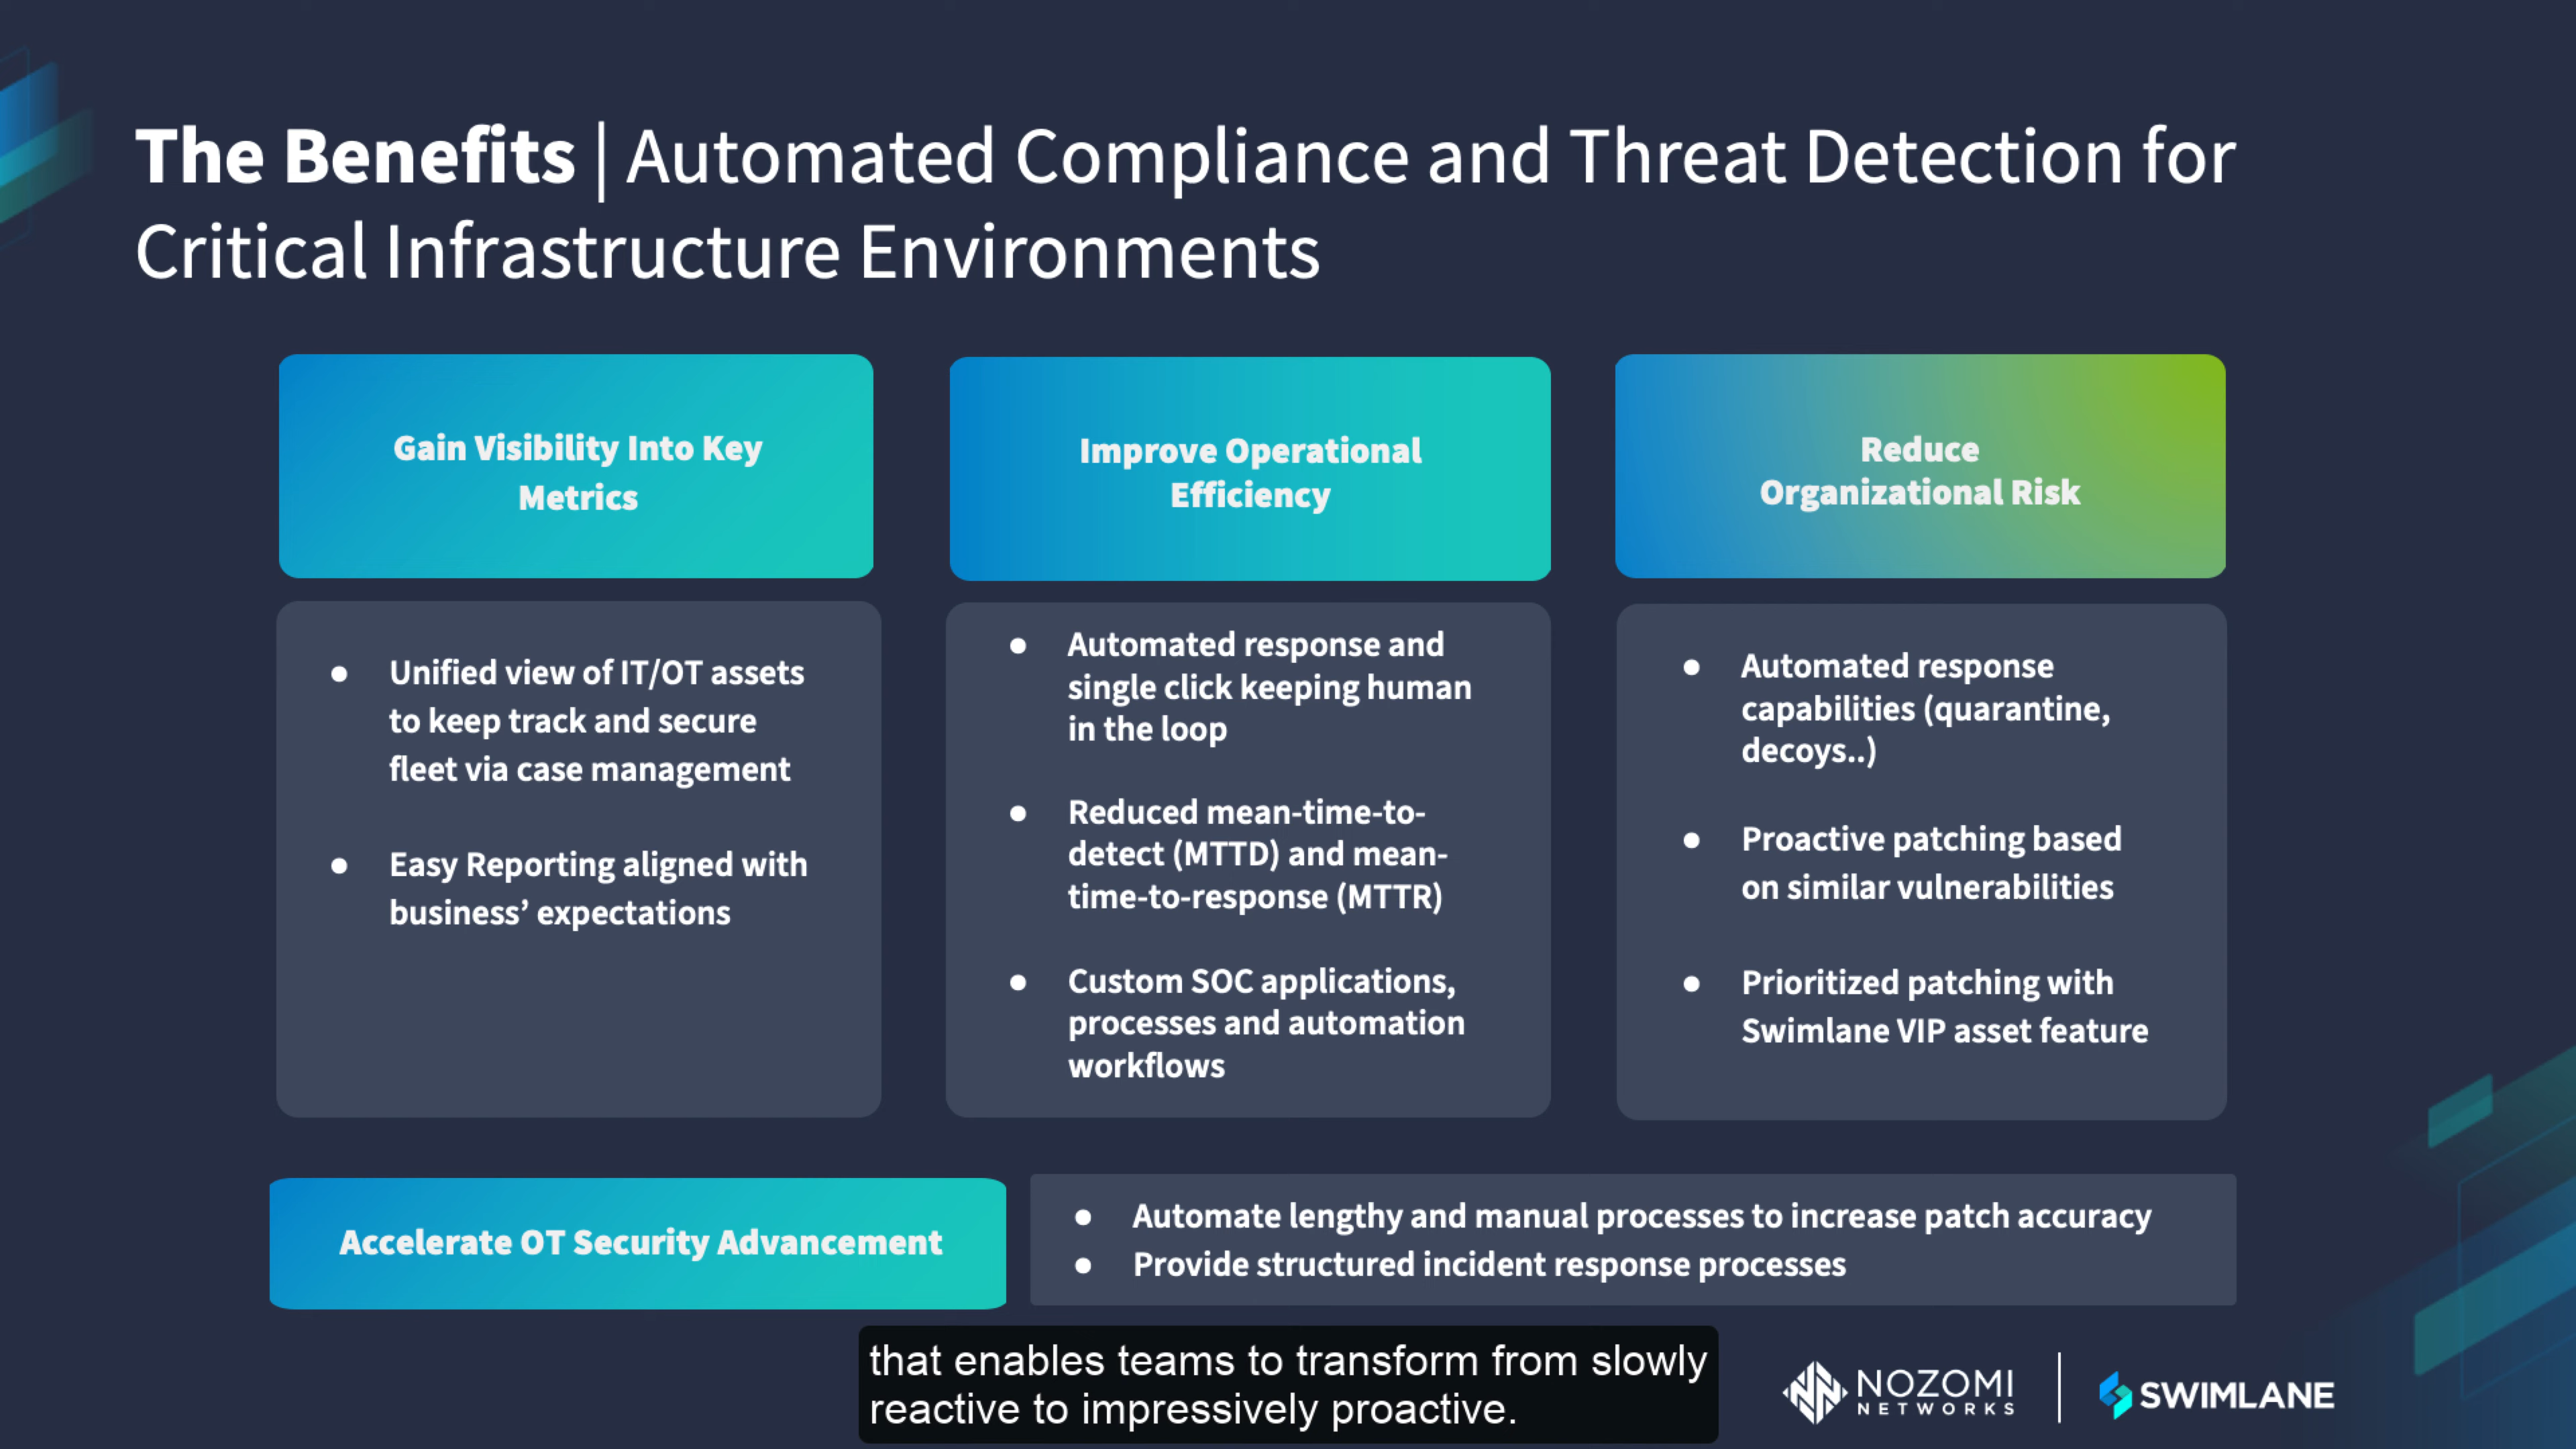 The Benefits | Automated Compliance and Threat Detection for
Critical Infrastructure Environments
Gain Visibility Into Key
Metrics
● Unified view of IT/OT assets
to keep track and secure
fleet via case management
● Easy Reporting aligned with
business’ expectations
Improve Operational
Efficiency
● Automated response and
single click keeping human
in the loop
● Reduced mean-time-to-
detect (MTTD) and mean-
time-to-response (MTTR)
● Custom SOC applications,
processes and automation
workflows
Reduce
Organizational Risk
● Automated response
capabilities (quarantine,
decoys..)
● Proactive patching based
on similar vulnerabilities
● Prioritized patching with
Swimlane VIP asset feature
Accelerate OT Security Advancement
● Automate lengthy and manual processes to increase patch accuracy
● Provide structured incident response processes
that enables teams to transform from slowly
reactive to impressively proactive.
NOZOMI
NETWORKS
SWIMLANE